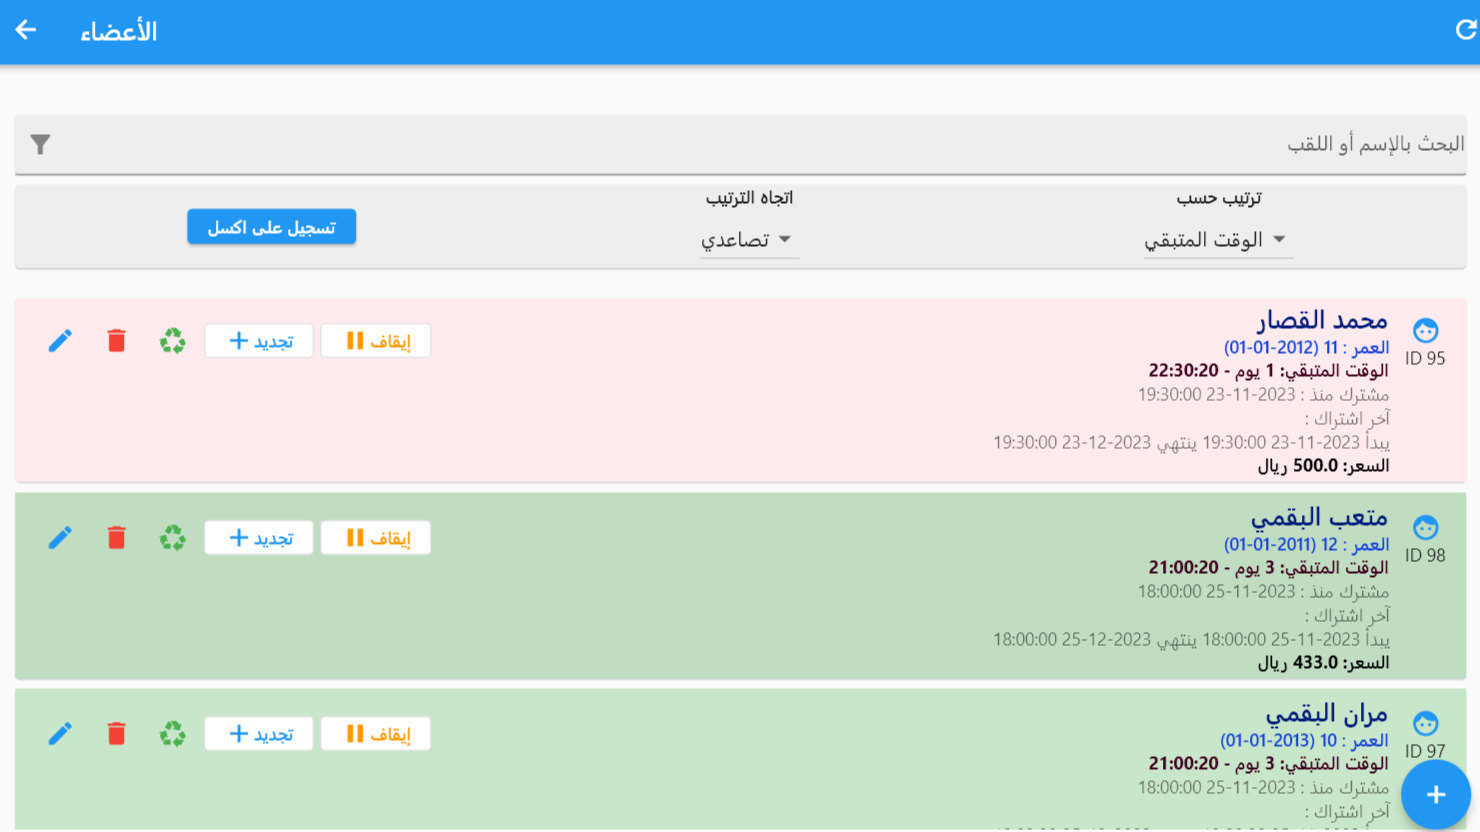 الأعضاء
البحث بالإسم أو اللقب
ترتيب حسب
الوقت المتبقي
اتجاه الترتيب
تصاعدي
تسجيل على اكسل
محمد القصار
العمر : 11 (01-01-2012)
الوقت المتبقي: 1 يوم - 22:30:20
مشترك منذ : 2023-11-23 19:30:00
آخر اشتراك :
يبدأ 2023-11-23 19:30:00 ينتهي 2023-12-23 19:30:00
السعر: 500.0 ريال
ID 95
إيقاف
تجديد
متعب البقمي
العمر : 12 (01-01-2011)
الوقت المتبقي: 3 يوم - 21:00:20
مشترك منذ : 2023-11-25 18:00:00
آخر اشتراك :
يبدأ 2023-11-25 18:00:00 ينتهي 2023-12-25 18:00:00
السعر: 433.0 ريال
ID 98
إيقاف
تجديد
مران البقمي
العمر : 10 (01-01-2013)
الوقت المتبقي: 3 يوم - 21:00:20
مشترك منذ : 2023-11-25 18:00:00
آخر اشتراك :
ID 97
إيقاف
تجديد